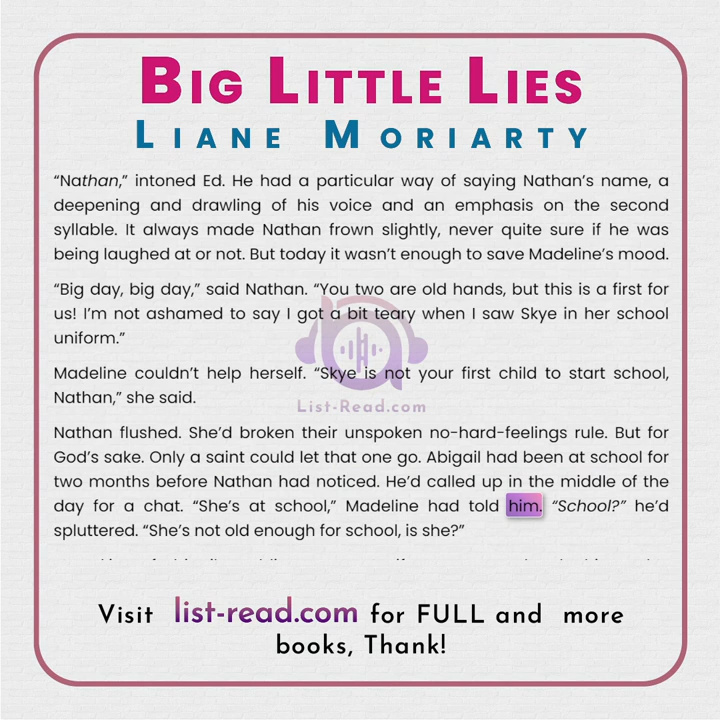 BIG LITTLE LIES
LIANE MORIARTY
“Nathan,” intoned Ed. He had a particular way of saying Nathan’s name, a
deepening and drawling of his voice and an emphasis on the second
syllable. It always made Nathan frown slightly, never quite sure if he was
being laughed at or not. But today it wasn’t enough to save Madeline’s mood.
“Big day, big day,” said Nathan. “You two are old hands, but this is a first for
us! I’m not ashamed to say I got a bit teary when I saw Skye in her school
uniform.”
Madeline couldn’t help herself. “Skye is not your first child to start school,
Nathan,” she said.
List-Read.com
Nathan flushed. She’d broken their unspoken no-hard-feelings rule. But for
God’s sake. Only a saint could let that one go. Abigail had been at school for
two months before Nathan had noticed. He’d called up in the middle of the
day for a chat. “She’s at school,” Madeline had told him. “School?” he’d
spluttered. “She’s not old enough for school, is she?”
Visit list-read.com for FULL and more
books, Thank!